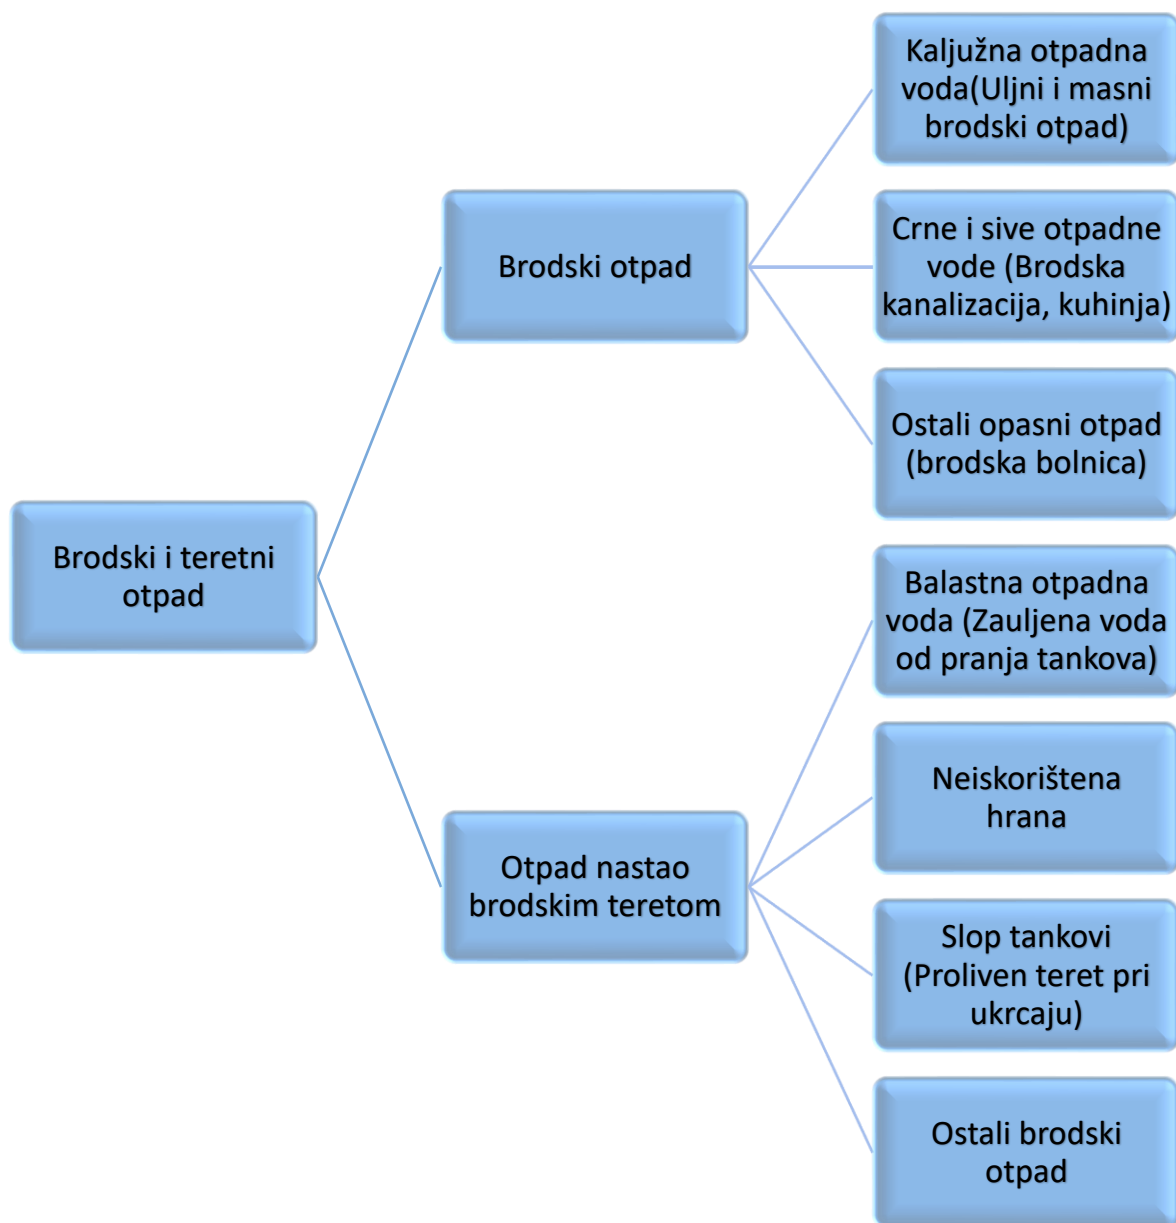 Kaljužna otpadna
voda(Uljni i masni
brodski otpad)
Brodski otpad
Crne i sive otpadne
vode (Brodska
kanalizacija, kuhinja)
Ostali opasni otpad
(brodska bolnica)
Brodski i teretni
otpad
Balastna otpadna
voda (Zauljena voda
od pranja tankova)
Neiskorištena
hrana
Otpad nastao
brodskim teretom
Slop tankovi
(Proliven teret pri
ukrcaju)
Ostali brodski
otpad